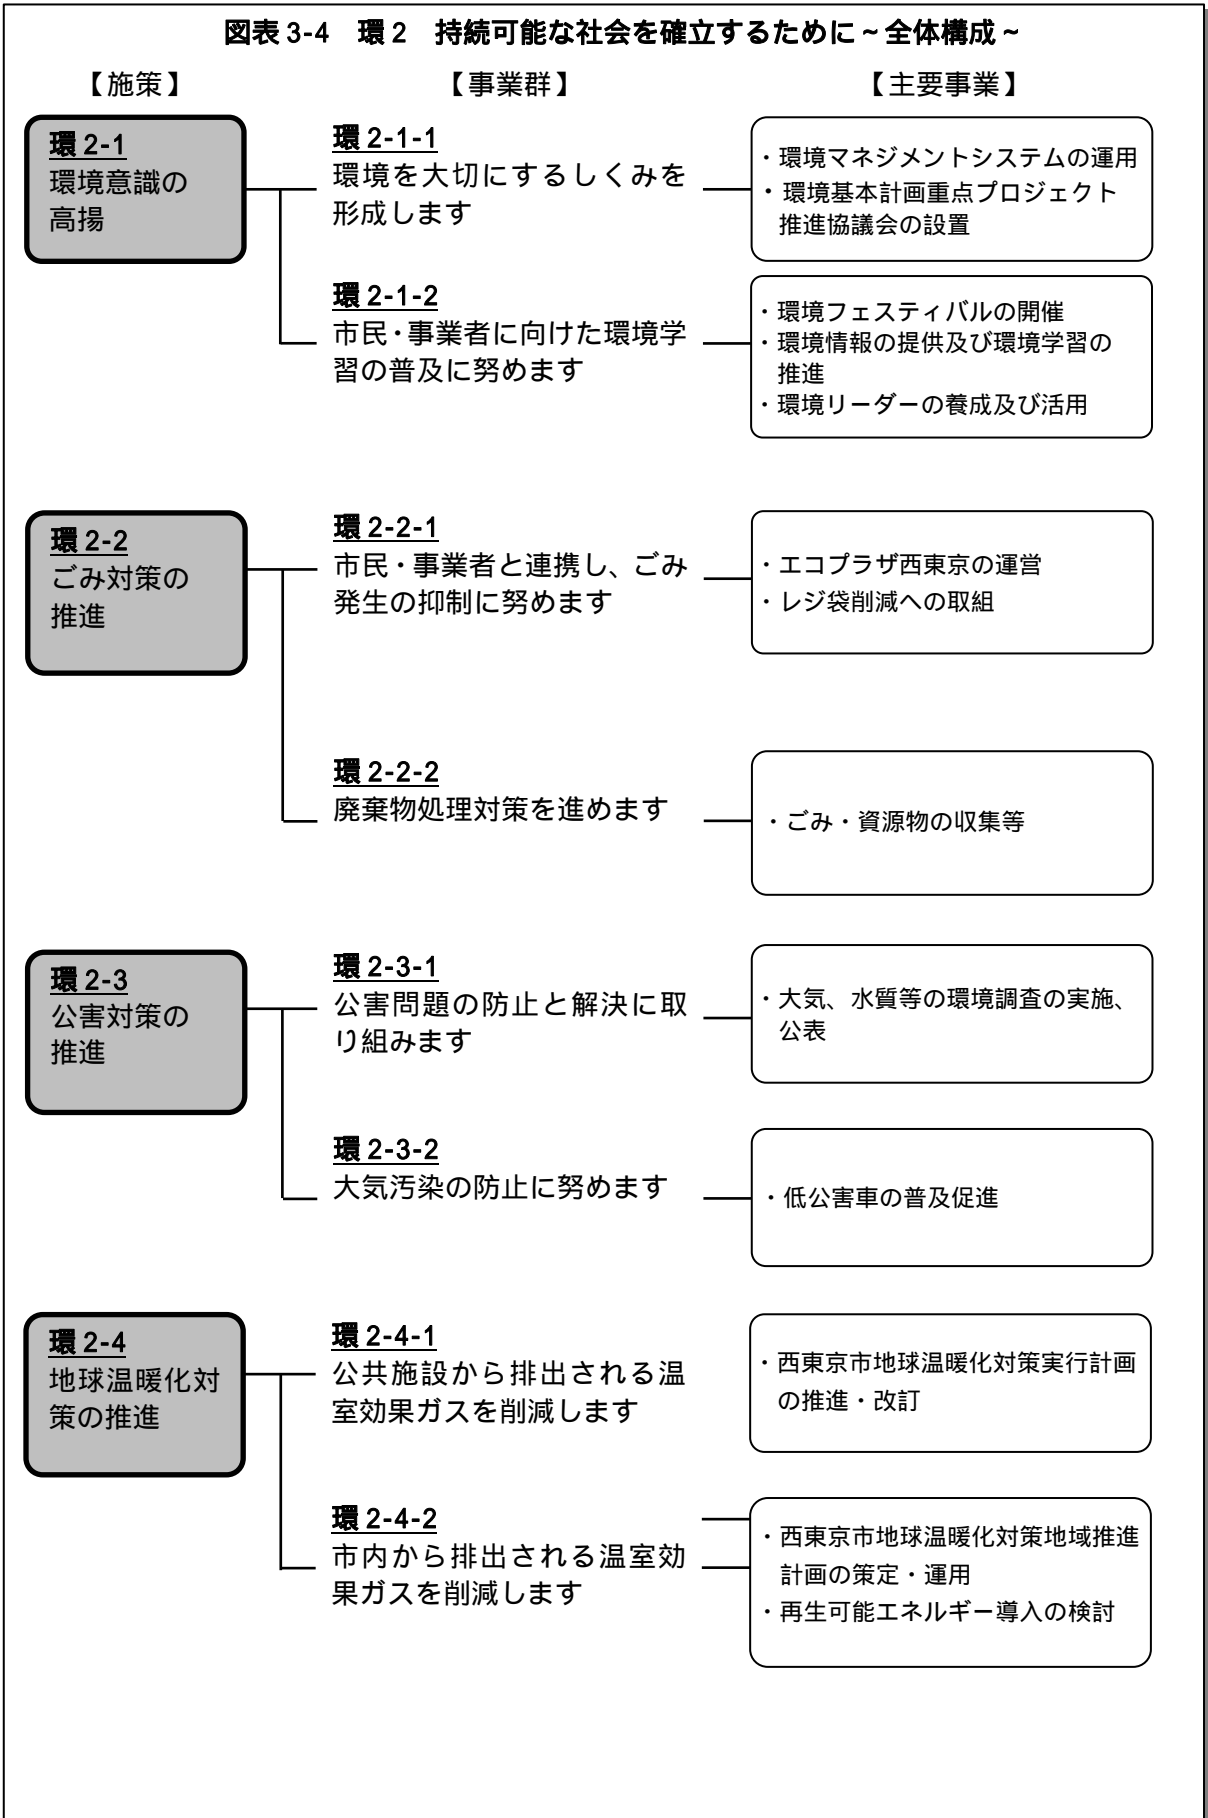 図表 3-4　環 2　持続可能な社会を確立するために～全体構成～
【施策】　【事業群】　【主要事業】
環 2-1
環境意識の
高揚
環 2-1-1
環境を大切にするしくみを
形成します
・環境マネジメントシステムの運用
・環境基本計画重点プロジェクト
推進協議会の設置
環 2-1-2
市民・事業者に向けた環境学
習の普及に努めます
・環境フェスティバルの開催
・環境情報の提供及び環境学習の
推進
・環境リーダーの養成及び活用
環 2-2
ごみ対策の
推進
環 2-2-1
市民・事業者と連携し、ごみ
発生の抑制に努めます
・エコプラザ西東京の運営
・レジ袋削減への取組
環 2-2-2
廃棄物処理対策を進めます
・ごみ・資源物の収集等
環 2-3
公害対策の
推進
環 2-3-1
公害問題の防止と解決に取
り組みます
・大気、水質等の環境調査の実施、
公表
環 2-3-2
大気汚染の防止に努めます
・低公害車の普及促進
環 2-4
地球温暖化対
策の推進
環 2-4-1
公共施設から排出される温
室効果ガスを削減します
・西東京市地球温暖化対策実行計画
の推進・改訂
環 2-4-2
市内から排出される温室効
果ガスを削減します
・西東京市地球温暖化対策地域推進
計画の策定・運用
・再生可能エネルギー導入の検討